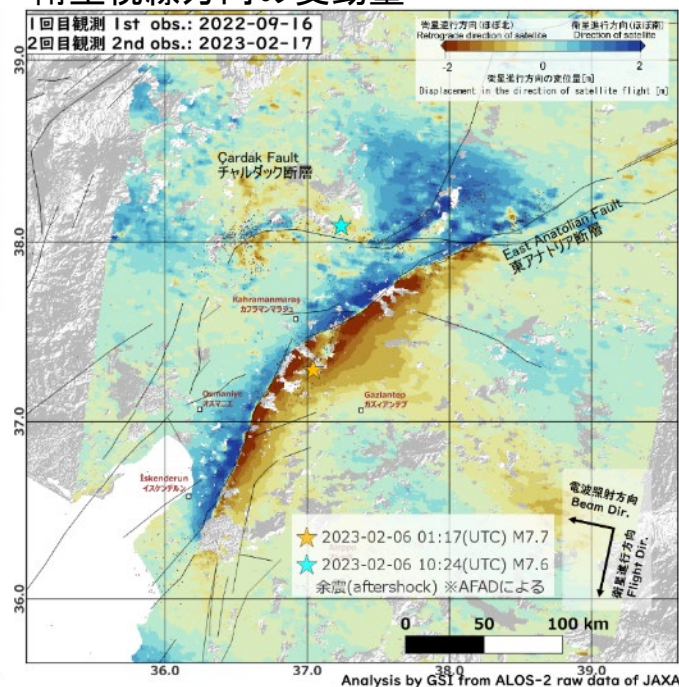 衛星視線方向の変動量
1回目観測 1st obs.: 2022-09-16
2回目観測 2nd obs.: 2023-02-17
衛星進行方向(ほぼ北) 衛星進行方向(ほぼ南)
Retrograde direction of satellite Direction of satellite
-2 0 2
衛星進行方向の変位量[m]
Displacement in the direction of satellite flight [m]
39.0
Çardak Fault
チャルダック断層
38.0
East Anatolian Fault
東アナトリア断層
Kahramanmaraş
カフラマンマラシュ
Osmaniye
オスマニエ
Gaziantep
ガズィアンテプ
37.0
İskenderun
イスケンデルン
電波照射方向
Beam Dir.
衛星進行方向
Flight Dir.
2023-02-06 01:17(UTC) M7.7
2023-02-06 10:24(UTC) M7.6
余震(aftershock) ※AFADによる
36.0
0 50 100 km
36.0 37.0 38.0 39.0
Analysis by GSI from ALOS-2 raw data of JAXA